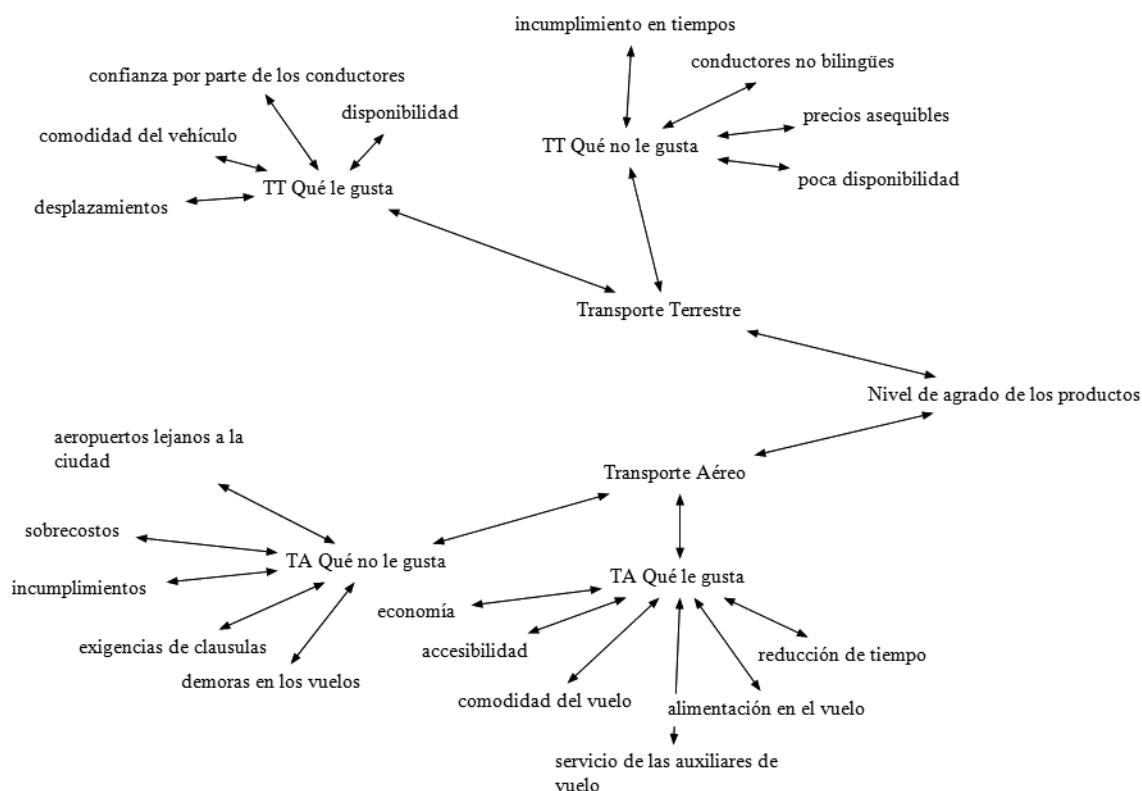 incumplimiento en tiempos
conductores no bilingües
confianza por parte de los conductores
disponibilidad
precios asequibles
comodidad del vehículo
TT Qué no le gusta
poca disponibilidad
TT Qué le gusta
desplazamientos
Transporte Terrestre
Nivel de agrado de los productos
aeropuertos lejanos a la
ciudad
Transporte Aéreo
sobrecostos
TA Qué no le gusta
TA Qué le gusta
incumplimientos
economía
exigencias de clausulas
accesibilidad
reducción de tiempo
demoras en los vuelos
comodidad del vuelo
alimentación en el vuelo
servicio de las auxiliares de
vuelo